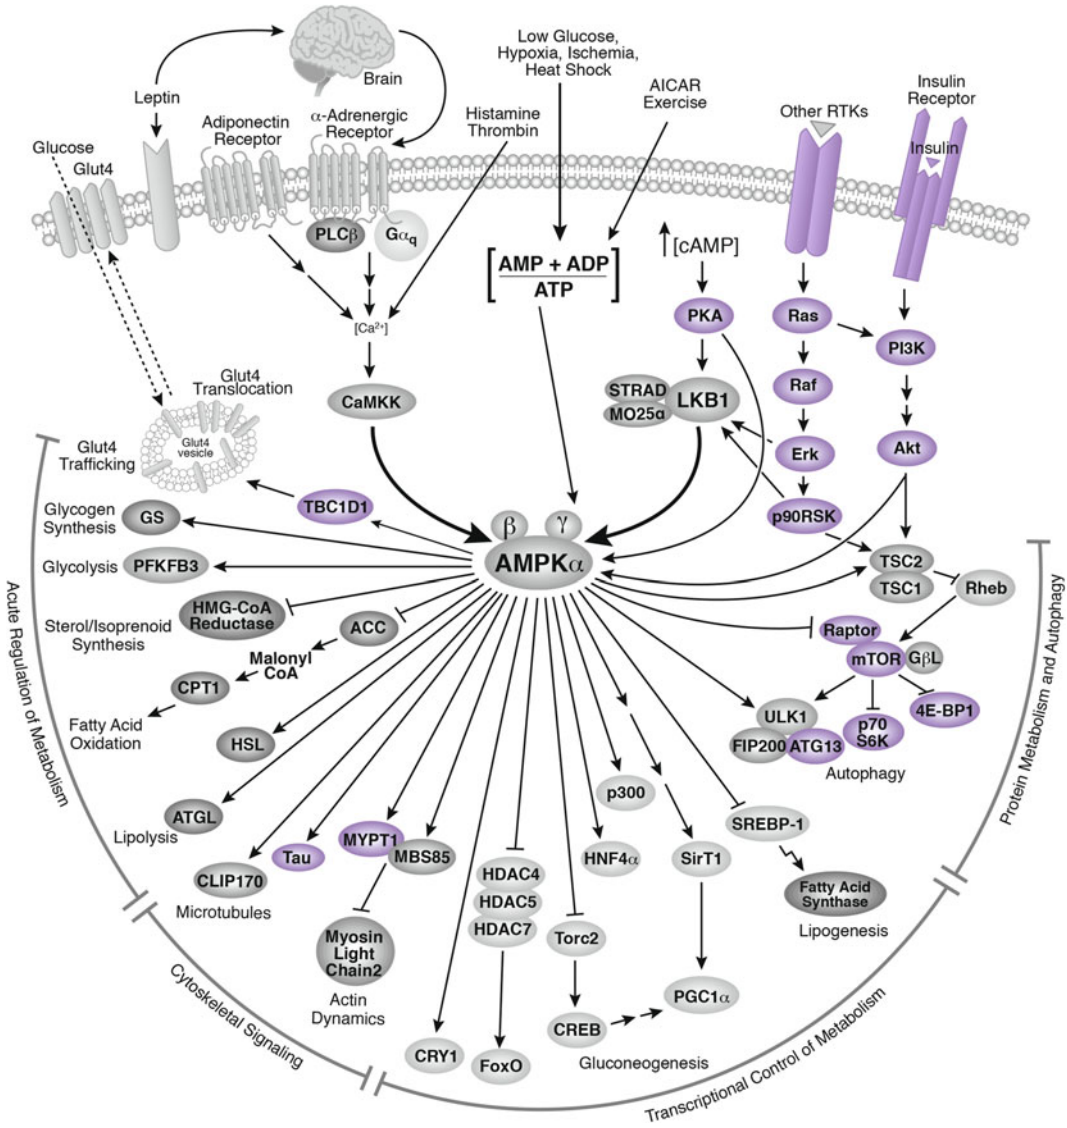 Low Glucose,
Hypoxia, Ischemia,
Heat Shock
Brain
AICAR
Exercise
Insulin
Receptor
Leptin
Other RTKs
Adiponectin
Receptor
α-Adrenergic
Receptor
Histamine
Thrombin
Glucose
Glut4
Insulin
PLCβ
Gαq
[cAMP]
[AMP + ADP]
ATP
[Ca²⁺]
PKA
Ras
PI3K
Glut4
Translocation
CaMKK
STRAD
MO25α
LKB1
Raf
Glut4
vesicle
Glut4
Trafficking
Erk
Akt
TBC1D1
p90RSK
Glycogen
Synthesis
GS
β
γ
AMPKα
TSC2
TSC1
Rheb
Glycolysis
PFKFB3
HMG-CoA
Reductase
Sterol/Isoprenoid
Synthesis
ACC
Malonyl
CoA
CPT1
Fatty Acid
Oxidation
Raptor
mTOR
GβL
4E-BP1
ULK1
FIP200
ATG13
p70
S6K
Autophagy
HSL
ATGL
Lipolysis
p300
SREBP-1
Tau
MYPT1
MBS85
HNF4α
SirT1
CLIP170
Microtubules
HDAC4
HDAC5
HDAC7
Fatty Acid
Synthase
Lipogenesis
Myosin
Light
Chain2
Actin
Dynamics
Torc2
PGC1α
CREB
Gluconeogenesis
CRY1
FoxO
Acute Regulation of Metabolism
Cytoskeletal Signaling
Transcriptional Control of Metabolism
Protein Metabolism and Autophagy